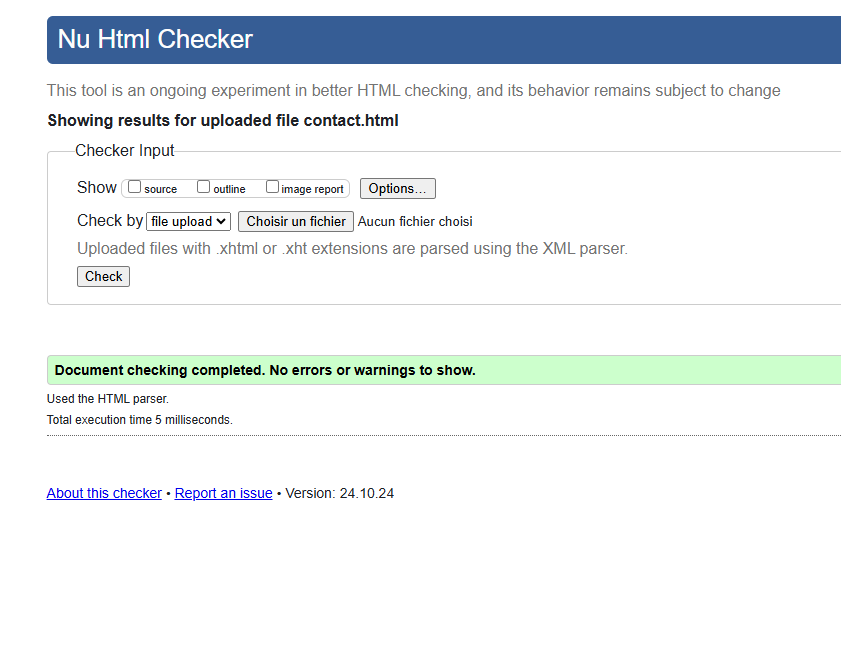 Nu Html Checker
This tool is an ongoing experiment in better HTML checking, and its behavior remains subject to change
Showing results for uploaded file contact.html
Checker Input
Show source outline image report Options...
Check by file upload Choisir un fichier Aucun fichier choisi
Uploaded files with .xhtml or .xht extensions are parsed using the XML parser.
Check
Document checking completed. No errors or warnings to show.
Used the HTML parser.
Total execution time 5 milliseconds.
About this checker • Report an issue • Version: 24.10.24